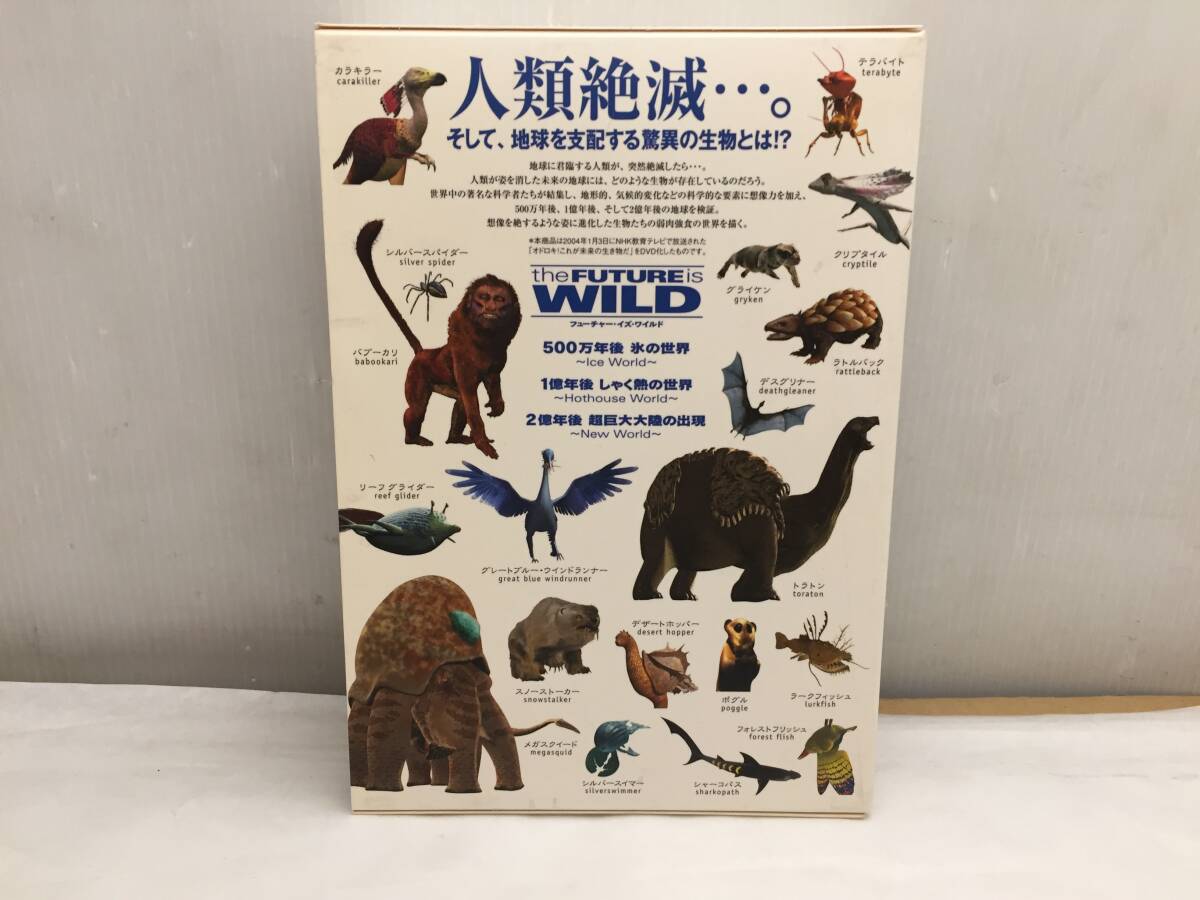 人類絶滅…。
そして、地球を支配する驚異の生物とは!?
地球に君臨する人類が、突然絶滅したら…。
人類が姿を消した未来の地球には、どのような生物が存在しているのだろう。
世界中の著名な科学者たちが結集し、地形的、気候的変化などの科学的な要素に想像力を加え、
500万年後、1億年後、そして2億年後の地球を検証。
想像を絶するような姿に進化した生物たちの弱肉強食の世界を描く。
*本商品は2004年1月3日にNHK教育テレビで放送された
「オドロキ!これが未来の生き物だ」をDVD化したものです。
the FUTURE is
WILD
フューチャー・イズ・ワイルド
500万年後 氷の世界
~Ice World~
1億年後 しゃく熱の世界
~Hothouse World~
2億年後 超巨大大陸の出現
~New World~
カラキラー
carakiller
テラバイト
terabyte
クリプタイル
cryptile
シルバースパイダー
silver spider
グライケン
gryken
バブーカリ
babookari
ラトルバック
rattleback
デスグリナー
deathgleaner
リーフグライダー
reef glider
グレートブルー・ウインドランナー
great blue windrunner
トラトン
toraton
デザートホッパー
desert hopper
スノーストーカー
snowstalker
ポグル
poggle
ラークフィッシュ
lurkfish
メガスクイード
megasquid
フォレストフリッシュ
forest flish
シルバースイマー
silverswimmer
シャーコパス
sharkopath